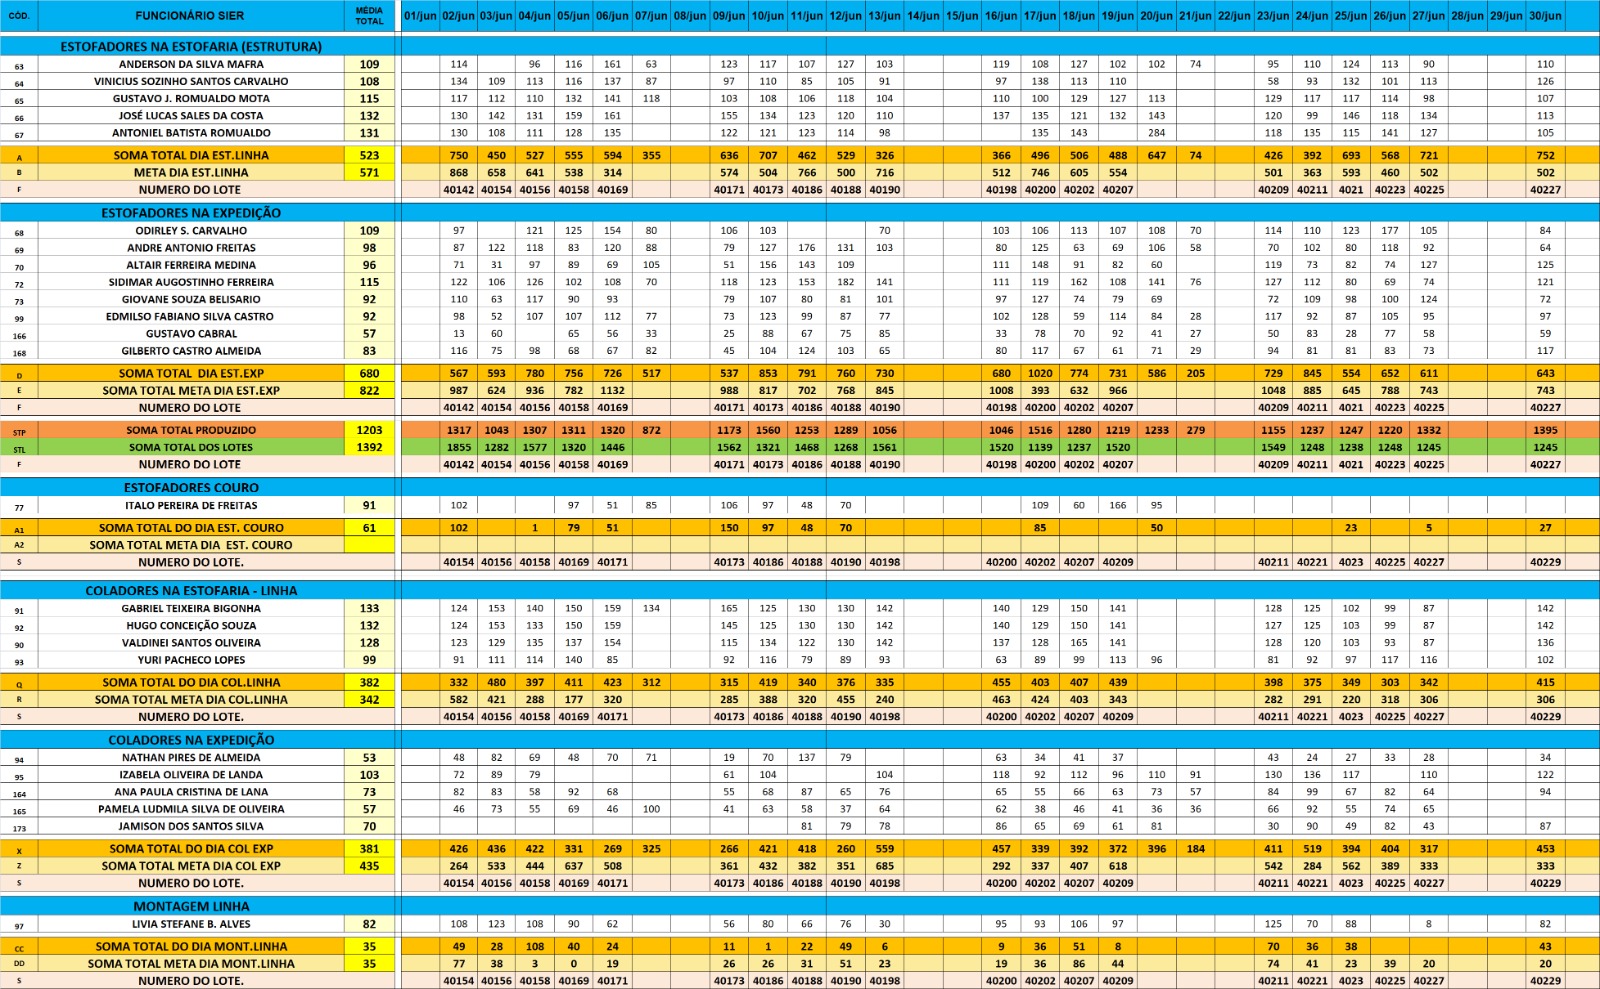 CÓD. FUNCIONÁRIO SIER MÉDIA TOTAL 01/jun 02/jun 03/jun 04/jun 05/jun 06/jun 07/jun 08/jun 09/jun 10/jun 11/jun 12/jun 13/jun 14/jun 15/jun 16/jun 17/jun 18/jun 19/jun 20/jun 21/jun 22/jun 23/jun 24/jun 25/jun 26/jun 27/jun 28/jun 29/jun 30/jun
ESTOFADORES NA ESTOFARIA (ESTRUTURA)
63 ANDERSON DA SILVA MAFRA 109 114 96 116 161 63 123 117 107 127 103 119 108 127 102 102 74 95 110 124 113 90 110
64 VINICIUS SOZINHO SANTOS CARVALHO 108 134 109 113 116 137 87 97 110 85 105 91 97 138 113 110 58 93 132 101 113 126
65 GUSTAVO J. ROMUALDO MOTA 115 117 112 110 132 141 118 103 108 106 118 104 110 100 129 127 113 129 117 117 114 98 107
66 JOSÉ LUCAS SALES DA COSTA 132 130 142 131 159 161 155 134 123 120 110 137 135 121 132 143 120 99 146 118 134 113
67 ANTONIEL BATISTA ROMUALDO 131 130 108 111 128 135 122 121 123 114 98 135 143 284 118 135 115 141 127 105
A SOMA TOTAL DIA EST.LINHA 523 750 450 527 555 594 355 636 707 462 529 326 366 496 506 488 647 74 426 392 693 568 721 752
B META DIA EST.LINHA 571 868 658 641 538 314 574 504 766 500 716 512 746 605 554 501 363 593 460 502 502
F NUMERO DO LOTE 40142 40154 40156 40158 40169 40171 40173 40186 40188 40190 40198 40200 40202 40207 40209 40211 4021 40223 40225 40227
ESTOFADORES NA EXPEDIÇÃO
68 ODIRLEY S. CARVALHO 109 97 121 125 154 80 106 103 70 103 106 113 107 108 70 114 110 123 177 105 84
69 ANDRE ANTONIO FREITAS 98 87 122 118 83 120 88 79 127 176 131 103 80 125 63 69 106 58 70 102 80 118 92 64
70 ALTAIR FERREIRA MEDINA 96 71 31 97 89 69 105 51 156 143 109 111 148 91 82 60 119 73 82 74 127 125
72 SIDIMAR AUGOSTINHO FERREIRA 115 122 106 126 102 108 70 118 123 153 182 141 111 119 162 108 141 76 127 112 80 69 74 121
73 GIOVANE SOUZA BELISARIO 92 110 63 117 90 93 79 107 80 81 101 97 127 74 79 69 72 109 98 100 124 72
99 EDMILSO FABIANO SILVA CASTRO 92 98 52 107 107 112 77 73 123 99 87 77 102 128 59 114 84 28 117 92 87 105 95 97
166 GUSTAVO CABRAL 57 13 60 65 56 33 25 88 67 75 85 33 78 70 92 41 27 50 83 28 77 58 59
168 GILBERTO CASTRO ALMEIDA 83 116 75 98 68 67 82 45 104 124 103 65 80 117 67 61 71 29 94 81 81 83 73 117
D SOMA TOTAL DIA EST.EXP 680 567 593 780 756 726 517 537 853 791 760 730 680 1020 774 731 586 205 729 845 554 652 611 643
E SOMA TOTAL META DIA EST.EXP 822 987 624 936 782 1132 988 817 702 768 845 1008 393 632 966 1048 885 645 788 743 743
F NUMERO DO LOTE 40142 40154 40156 40158 40169 40171 40173 40186 40188 40190 40198 40200 40202 40207 40209 40211 4021 40223 40225 40227
STP SOMA TOTAL PRODUZIDO 1203 1317 1043 1307 1311 1320 872 1173 1560 1253 1289 1056 1046 1516 1280 1219 1233 279 1155 1237 1247 1220 1332 1395
STL SOMA TOTAL DOS LOTES 1392 1855 1282 1577 1320 1446 1562 1321 1468 1268 1561 1520 1139 1237 1520 1549 1248 1238 1248 1245 1245
F NUMERO DO LOTE 40142 40154 40156 40158 40169 40171 40173 40186 40188 40190 40198 40200 40202 40207 40209 40211 4021 40223 40225 40227
ESTOFADORES COURO
77 ITALO PEREIRA DE FREITAS 91 102 97 51 85 106 97 48 70 109 60 166 95
A1 SOMA TOTAL DO DIA EST. COURO 61 102 1 79 51 150 97 48 70 85 50 23 5 27
A2 SOMA TOTAL META DIA EST. COURO
S NUMERO DO LOTE. 40154 40156 40158 40169 40171 40173 40186 40188 40190 40198 40200 40202 40207 40209 40211 40221 4023 40225 40227 40229
COLADORES NA ESTOFARIA - LINHA
91 GABRIEL TEIXEIRA BIGONHA 133 124 153 140 150 159 134 165 125 130 130 142 140 129 150 141 128 125 102 99 87 142
92 HUGO CONCEIÇÃO SOUZA 132 124 153 133 150 159 145 125 130 130 142 140 129 150 141 127 125 103 99 87 142
90 VALDINEI SANTOS OLIVEIRA 128 123 129 135 137 154 115 134 122 130 142 137 128 165 141 128 120 103 93 87 136
93 YURI PACHECO LOPES 99 91 111 114 140 85 92 116 79 89 93 63 89 99 113 96 81 92 97 117 116 102
Q SOMA TOTAL DO DIA COL.LINHA 382 332 480 397 411 423 312 315 419 340 376 335 455 403 407 439 398 375 349 303 342 415
R SOMA TOTAL META DIA COL.LINHA 342 582 421 288 177 320 285 388 320 455 240 463 424 403 343 282 291 220 318 306 306
S NUMERO DO LOTE. 40154 40156 40158 40169 40171 40173 40186 40188 40190 40198 40200 40202 40207 40209 40211 40221 4023 40225 40227 40229
COLADORES NA EXPEDIÇÃO
94 NATHAN PIRES DE ALMEIDA 53 48 82 69 48 70 71 19 70 137 79 63 34 41 37 43 24 27 33 28 34
95 IZABELA OLIVEIRA DE LANDA 103 72 89 79 61 104 104 118 92 112 96 110 91 130 136 117 110 122
164 ANA PAULA CRISTINA DE LANA 73 82 83 58 92 68 55 68 87 65 76 65 55 66 63 73 57 84 99 67 82 64 94
165 PAMELA LUDMILA SILVA DE OLIVEIRA 57 46 73 55 69 46 100 41 63 58 37 64 62 38 46 41 36 36 66 92 55 74 65
173 JAMISON DOS SANTOS SILVA 70 81 79 78 86 65 69 61 81 30 90 49 82 43 87
X SOMA TOTAL DO DIA COL EXP 381 426 436 422 331 269 325 266 421 418 260 559 457 339 392 372 396 184 411 519 394 404 317 453
Z SOMA TOTAL META DIA COL EXP 435 264 533 444 637 508 361 432 382 351 685 292 337 407 618 542 284 562 389 333 333
S NUMERO DO LOTE. 40154 40156 40158 40169 40171 40173 40186 40188 40190 40198 40200 40202 40207 40209 40211 40221 4023 40225 40227 40229
MONTAGEM LINHA
97 LIVIA STEFANE B. ALVES 82 108 123 108 90 62 56 80 66 76 30 95 93 106 97 125 70 88 8 82
CC SOMA TOTAL DO DIA MONT.LINHA 35 49 28 108 40 24 11 1 22 49 6 9 36 51 8 70 36 38 43
DD SOMA TOTAL META DIA MONT.LINHA 35 77 38 3 0 19 26 26 31 51 23 19 36 86 44 74 41 23 39 20 20
S NUMERO DO LOTE. 40154 40156 40158 40169 40171 40173 40186 40188 40190 40198 40200 40202 40207 40209 40211 40221 4023 40225 40227 40229